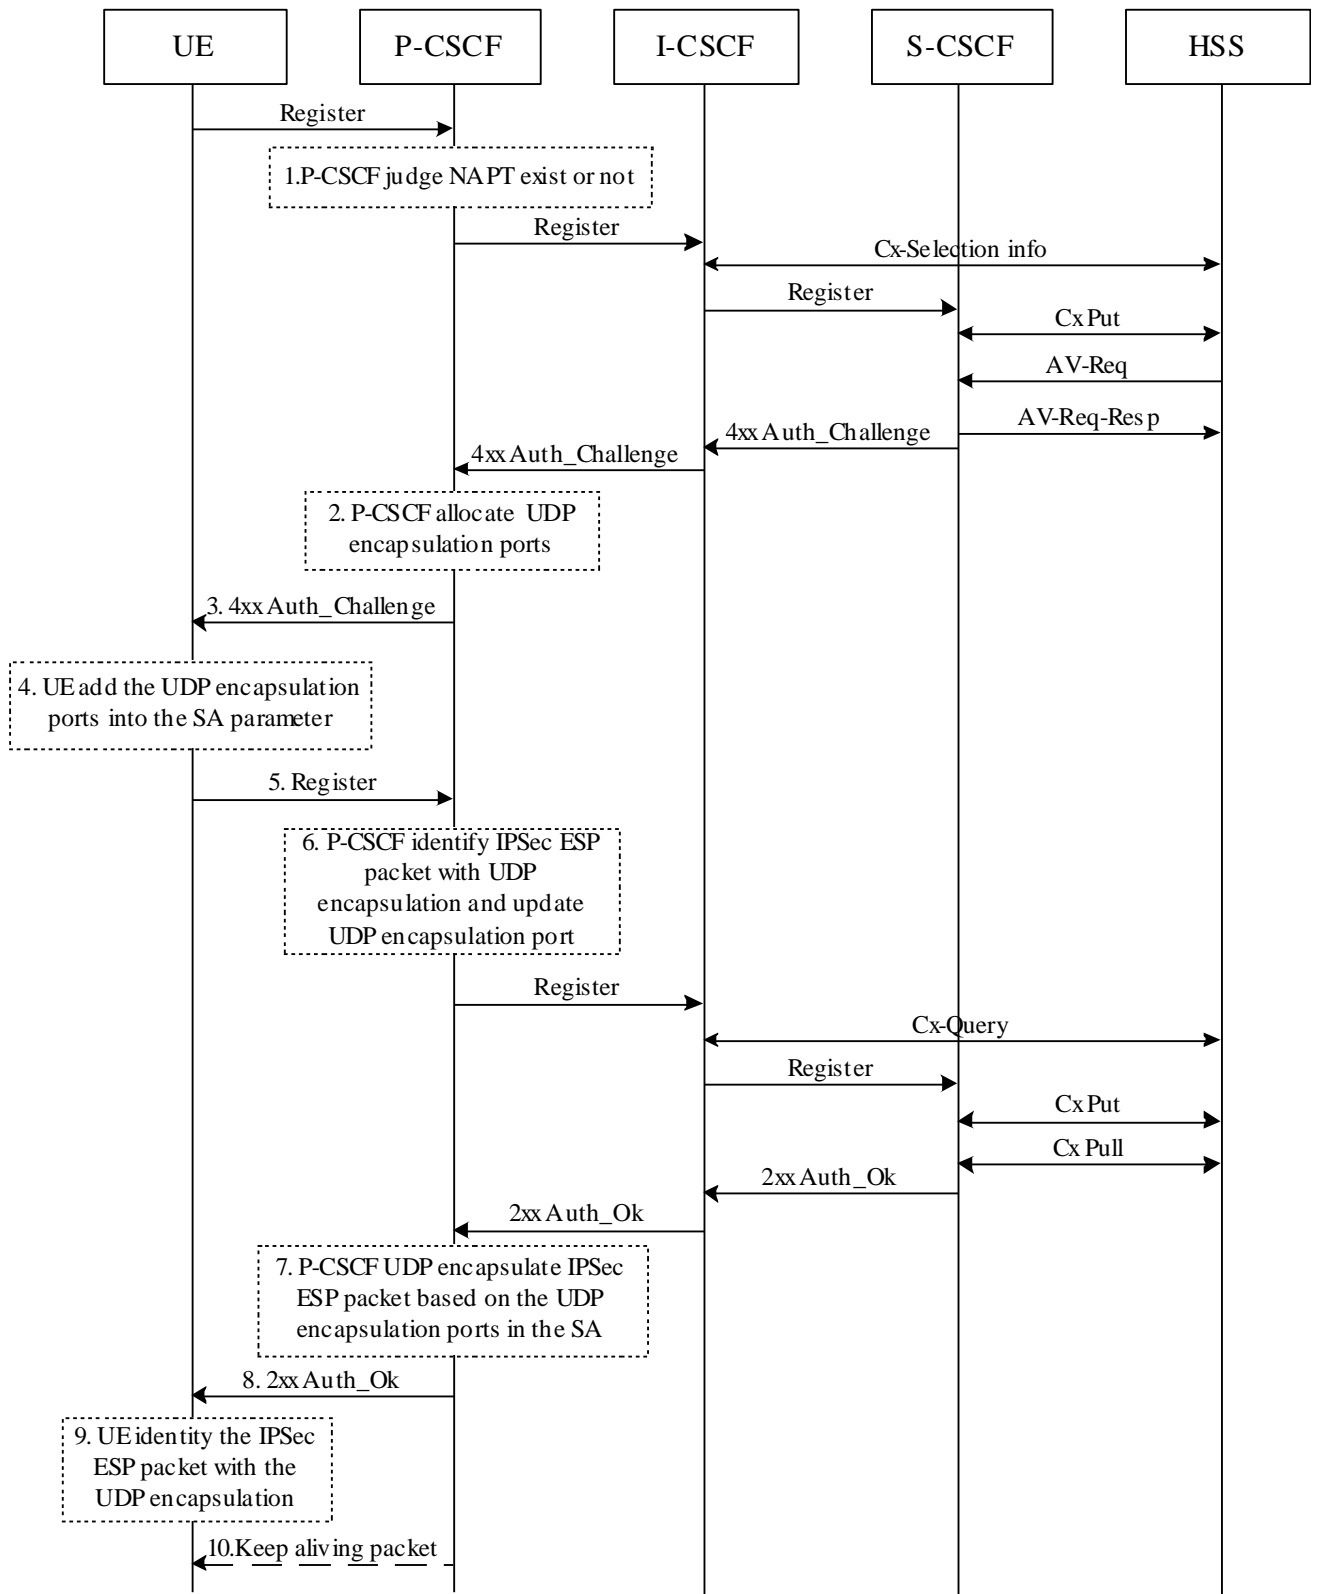 UE
P-CSCF
I-CSCF
S-CSCF
HSS
Register
1.P-CSCF judge NAPT exist or not
Register
Cx-Selection info
Register
Cx Put
AV-Req
AV-Req-Resp
4xx Auth_Challenge
4xx Auth_Challenge
2. P-CSCF allocate UDP
encapsulation ports
3. 4xx Auth_Challenge
4. UE add the UDP encapsulation
ports into the SA parameter
5. Register
6. P-CSCF identify IPSec ESP
packet with UDP
encapsulation and update
UDP encapsulation port
Register
Cx-Query
Register
Cx Put
Cx Pull
2xx Auth_Ok
2xx Auth_Ok
7. P-CSCF UDP encapsulate IPSec
ESP packet based on the UDP
encapsulation ports in the SA
8. 2xx Auth_Ok
9. UE identity the IPSec
ESP packet with the
UDP encapsulation
10.Keep aliving packet